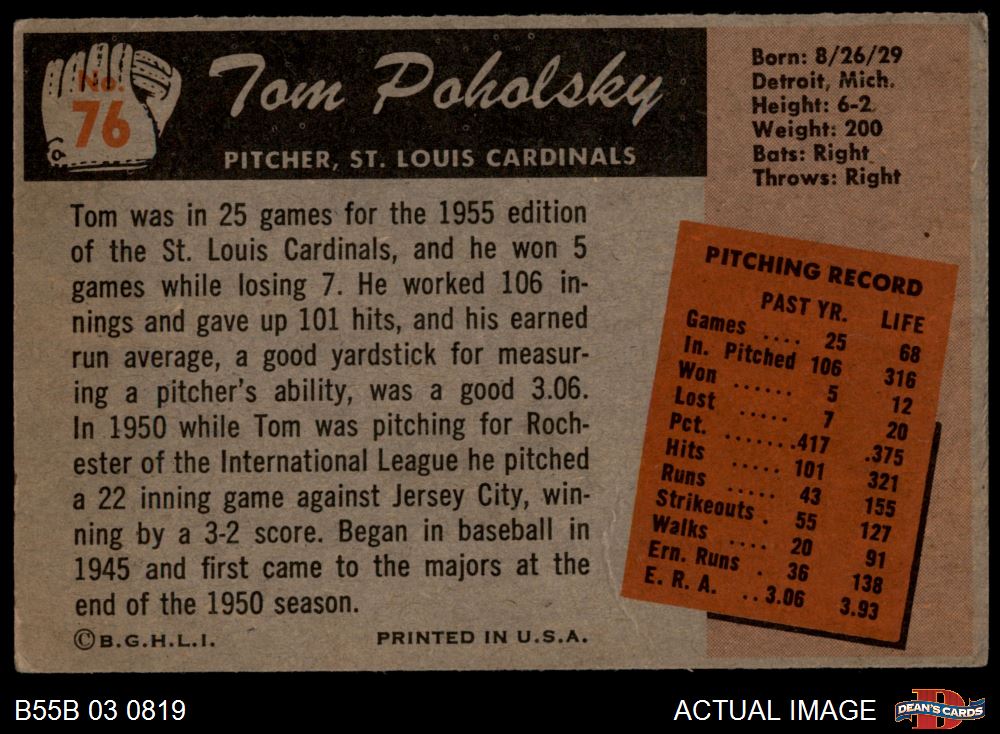 No.
76
Tom Poholsky
PITCHER, ST. LOUIS CARDINALS
Born: 8/26/29
Detroit, Mich.
Height: 6-2
Weight: 200
Bats: Right
Throws: Right
Tom was in 25 games for the 1955 edition
of the St. Louis Cardinals, and he won 5
games while losing 7. He worked 106 in-
nings and gave up 101 hits, and his earned
run average, a good yardstick for measur-
ing a pitcher's ability, was a good 3.06.
In 1950 while Tom was pitching for Roch-
ester of the International League he pitched
a 22 inning game against Jersey City, win-
ning by a 3-2 score. Began in baseball in
1945 and first came to the majors at the
end of the 1950 season.
©B.G.H.L.I. PRINTED IN U.S.A.
PITCHING RECORD
PAST YR. LIFE
Games .... 25 68
In. Pitched 106 316
Won ...... 5 12
Lost ..... 7 20
Pct. .......417 .375
Hits ..... 101 321
Runs ..... 43 155
Strikeouts . 55 127
Walks .... 20 91
Ern. Runs . 36 138
E. R. A. ..3.06 3.93
B55B 03 0819
ACTUAL IMAGE
D
DEAN'S CARDS